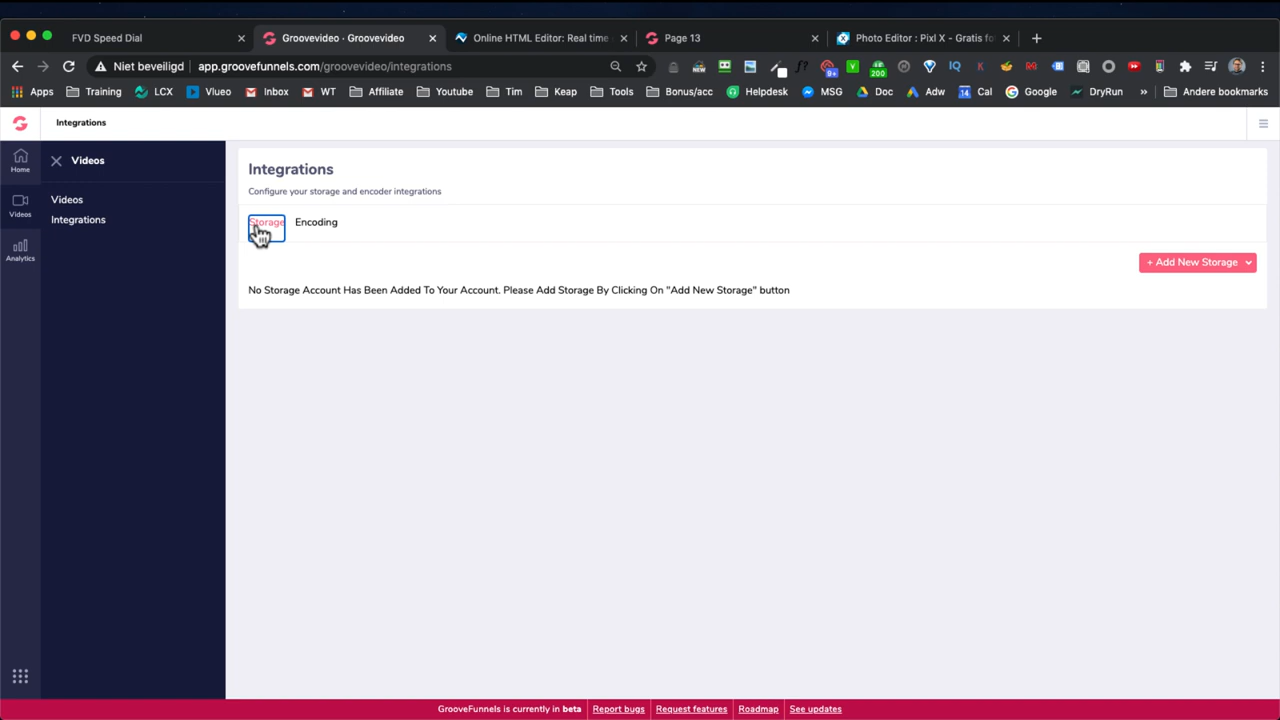 FVD Speed Dial
Groovevideo · Groovevideo
Online HTML Editor: Real time
Page 13
Photo Editor : Pixl X - Gratis fo
Niet beveiligd
app.groovefunnels.com/groovevideo/integrations
Apps
Training
LCX
Vlueo
Inbox
WT
Affiliate
Youtube
Tim
Keap
Tools
Bonus/acc
Helpdesk
MSG
Doc
Adw
Cal
Google
DryRun
Andere bookmarks
Integrations
Home
Videos
Analytics
Videos
Videos
Integrations
Integrations
Configure your storage and encoder integrations
Storage
Encoding
+ Add New Storage
No Storage Account Has Been Added To Your Account. Please Add Storage By Clicking On "Add New Storage" button
GrooveFunnels is currently in beta
Report bugs
Request features
Roadmap
See updates